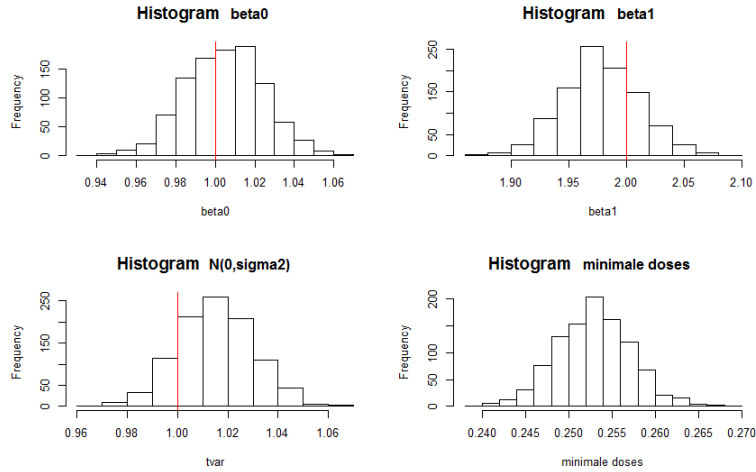 Histogram beta0
Frequency
0 50 100 150
0.94 0.96 0.98 1.00 1.02 1.04 1.06
beta0
Histogram beta1
Frequency
0 50 150 250
1.90 1.95 2.00 2.05 2.10
beta1
Histogram N(0,sigma2)
Frequency
0 50 150 250
0.96 0.98 1.00 1.02 1.04 1.06
tvar
Histogram minimale doses
Frequency
0 50 100 200
0.240 0.245 0.250 0.255 0.260 0.265 0.270
minimale doses